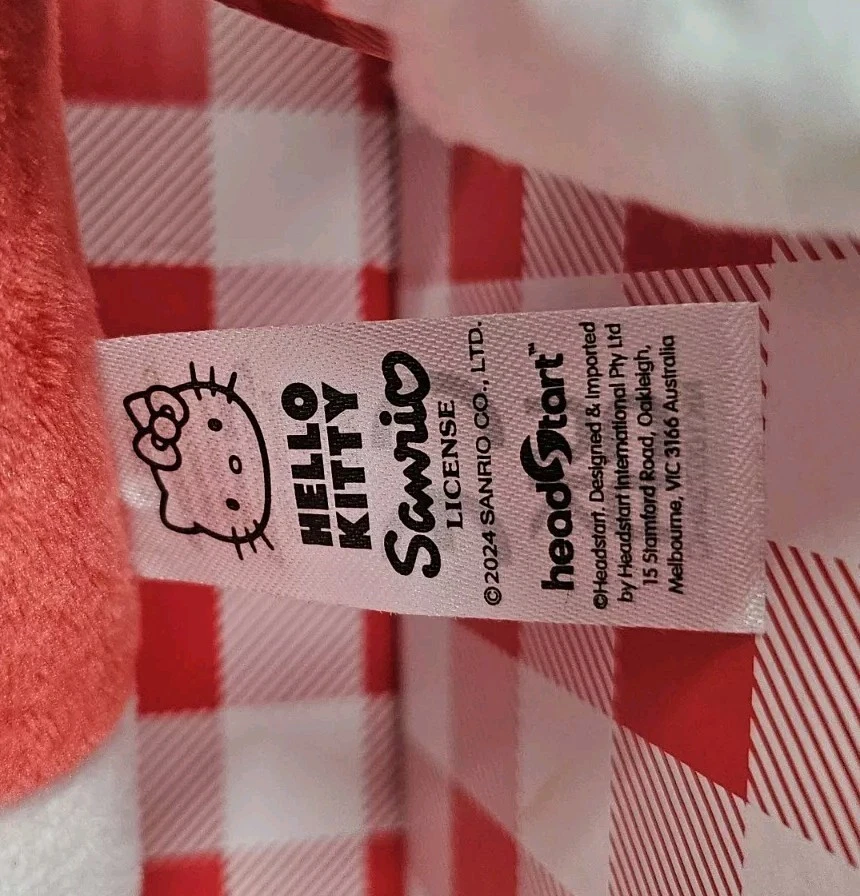 HELLO
KITTY
Sanrio
LICENSE
©2024 SANRIO CO., LTD.
headstart™
©Headstart. Designed & Imported
by Headstart International Pty Ltd
15 Stamford Road, Oakleigh,
Melbourne, VIC 3166 Australia